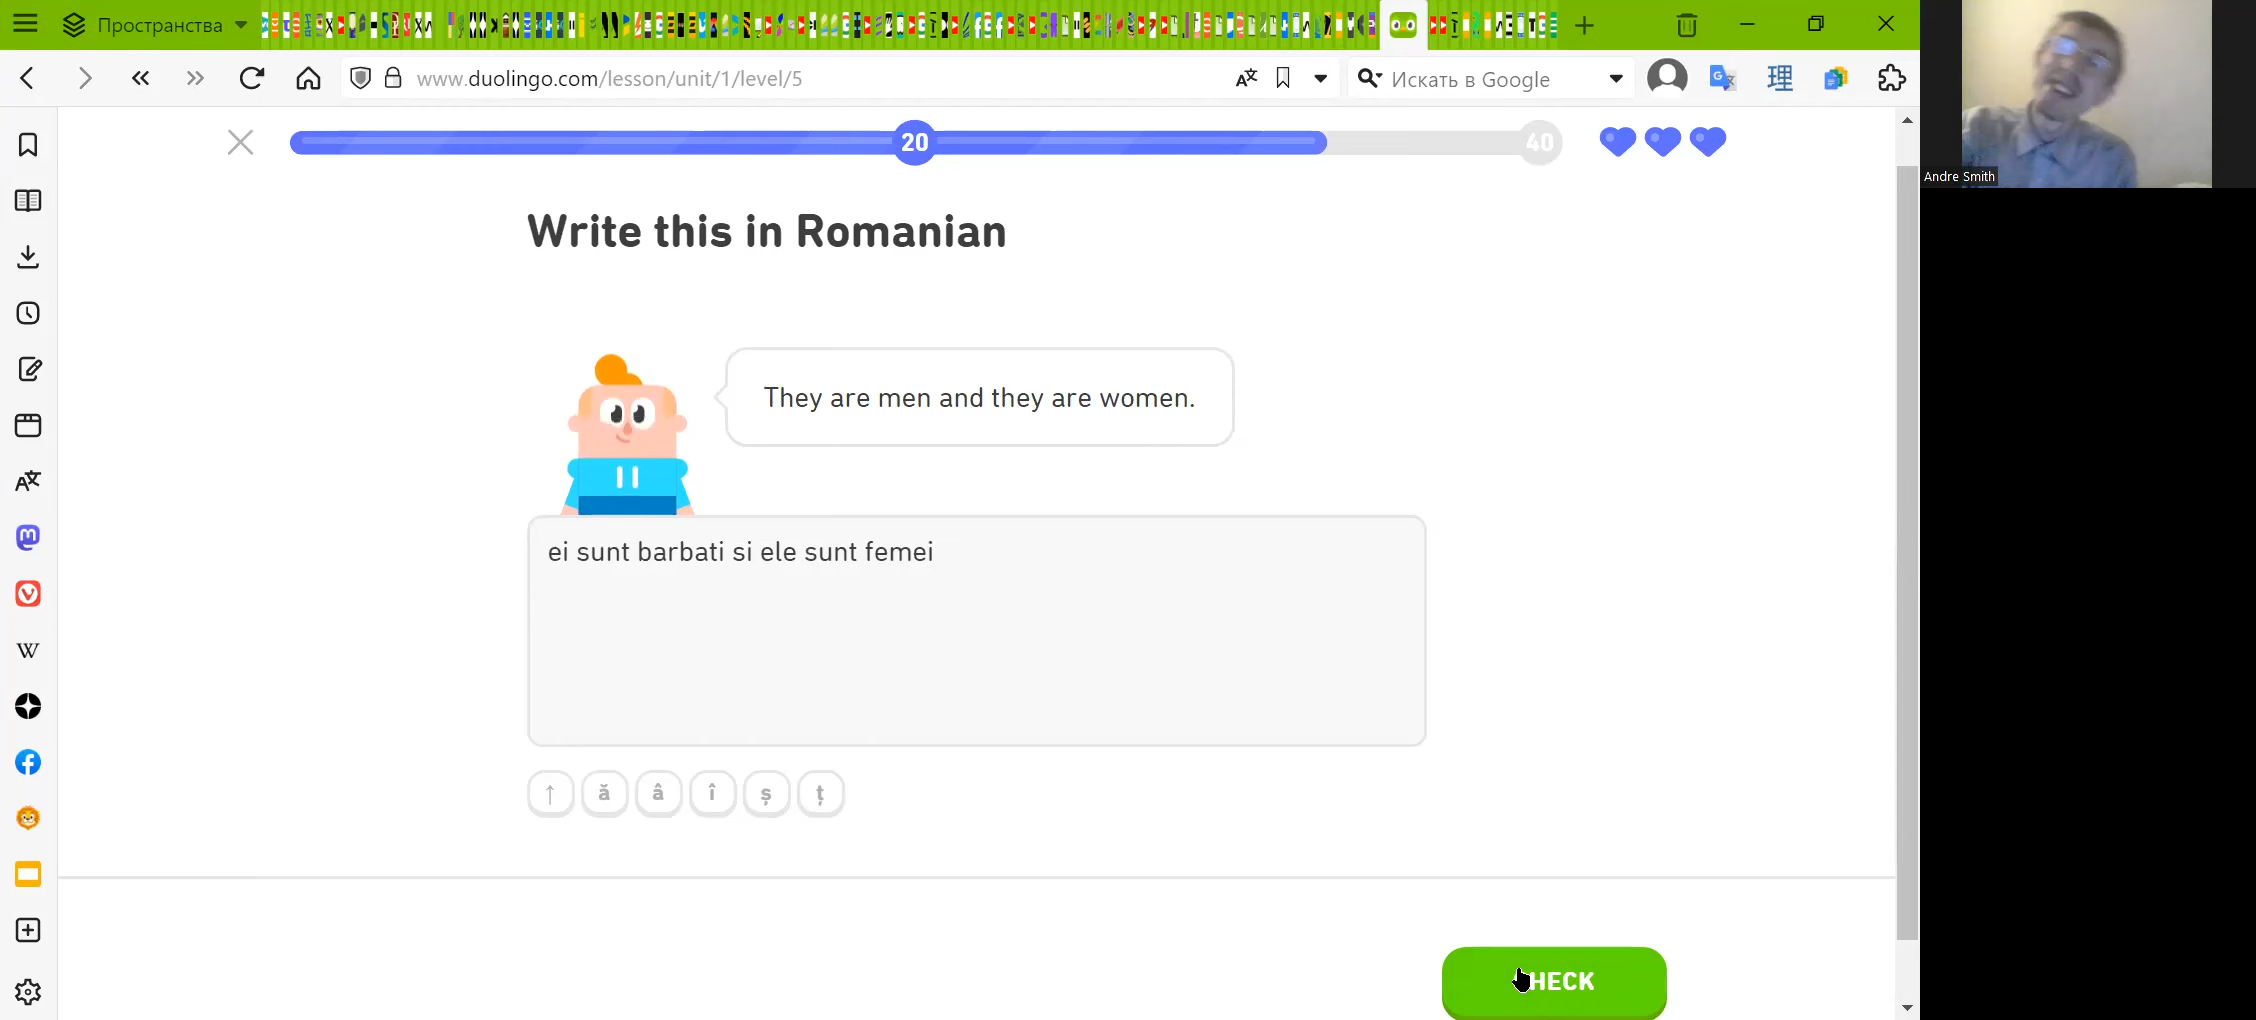 Пространства
www.duolingo.com/lesson/unit/1/level/5
Искать в Google
20
40
Andre Smith
Write this in Romanian
They are men and they are women.
ei sunt barbati si ele sunt femei
↑ ă â î ș ț
HECK